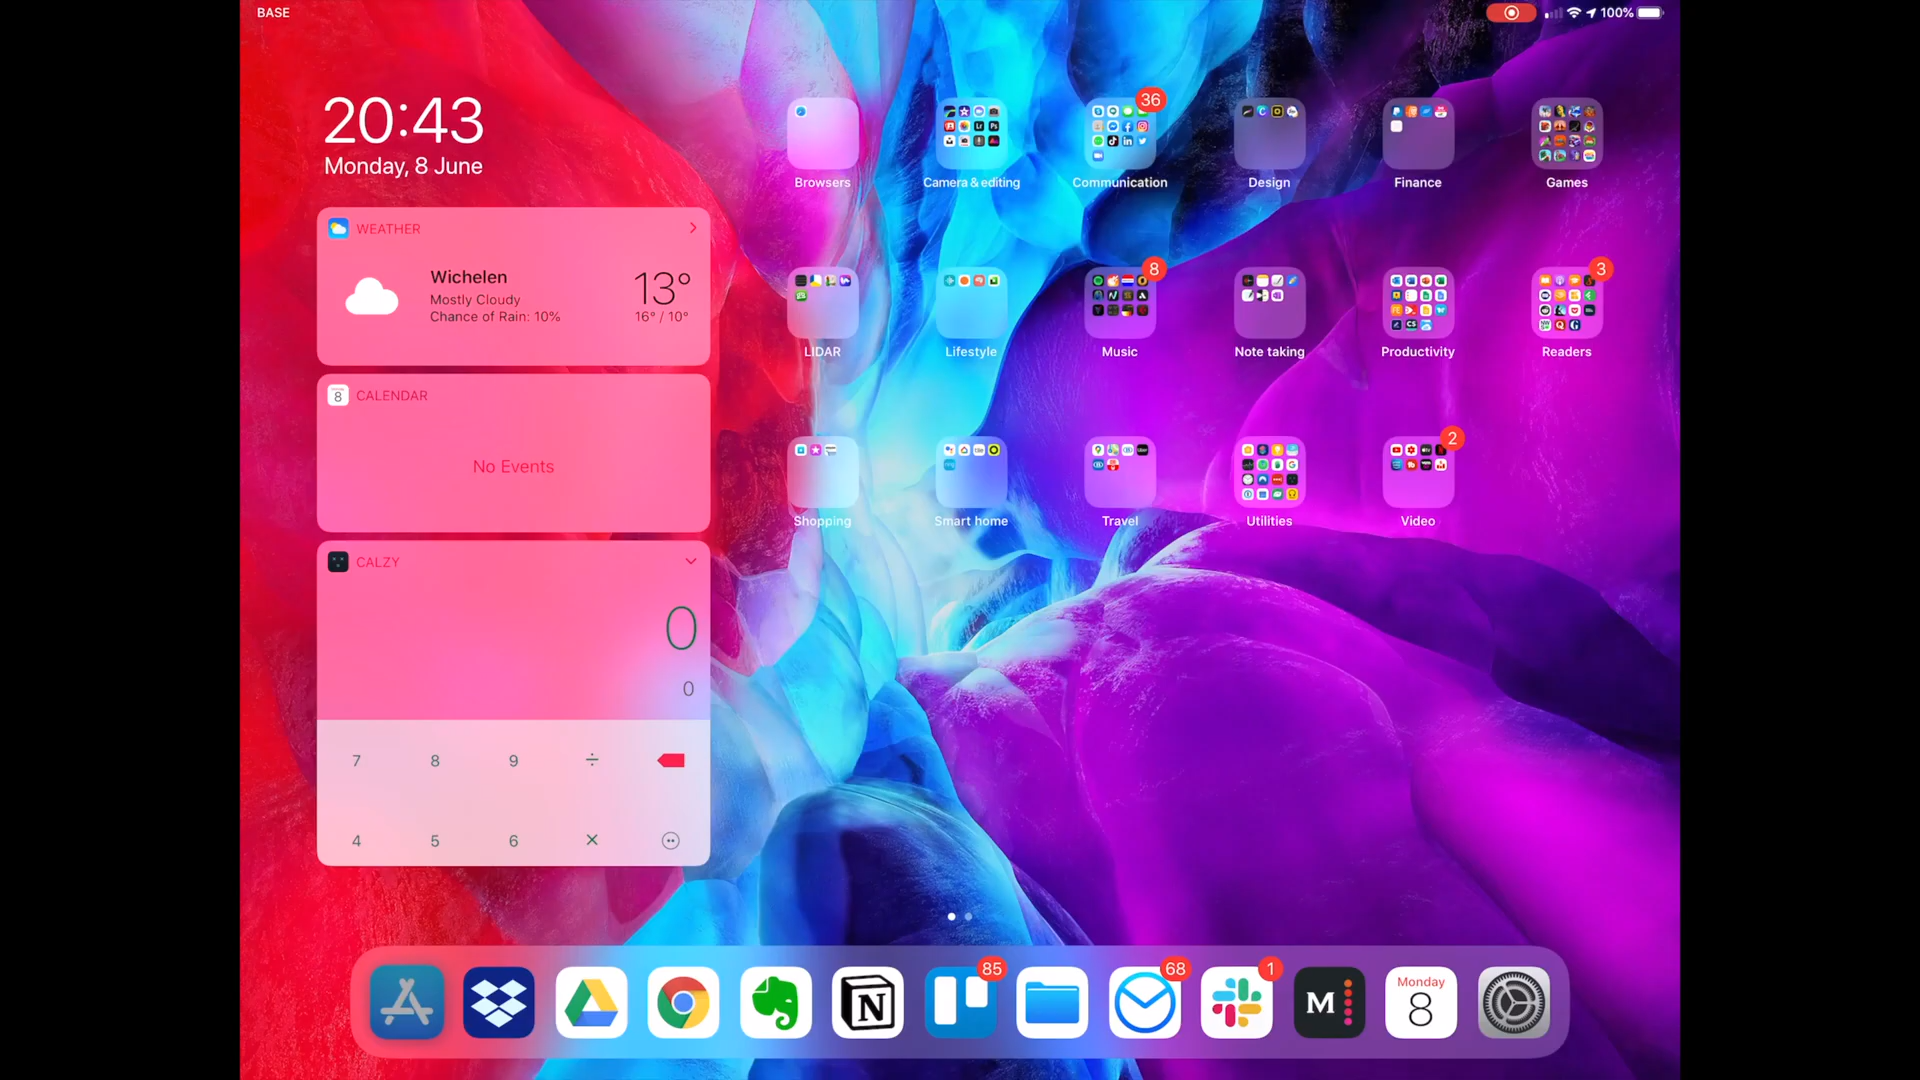 BASE
100%
20:43
Monday, 8 June
WEATHER
Wichelen
Mostly Cloudy
Chance of Rain: 10%
13°
16° / 10°
8
CALENDAR
No Events
CALZY
0
0
7 8 9 ÷
4 5 6 ×
36
Browsers Camera & editing Communication Design Finance Games
8 3
LIDAR Lifestyle Music Note taking Productivity Readers
2
Shopping Smart home Travel Utilities Video
85 68 1
N
M
Monday
8